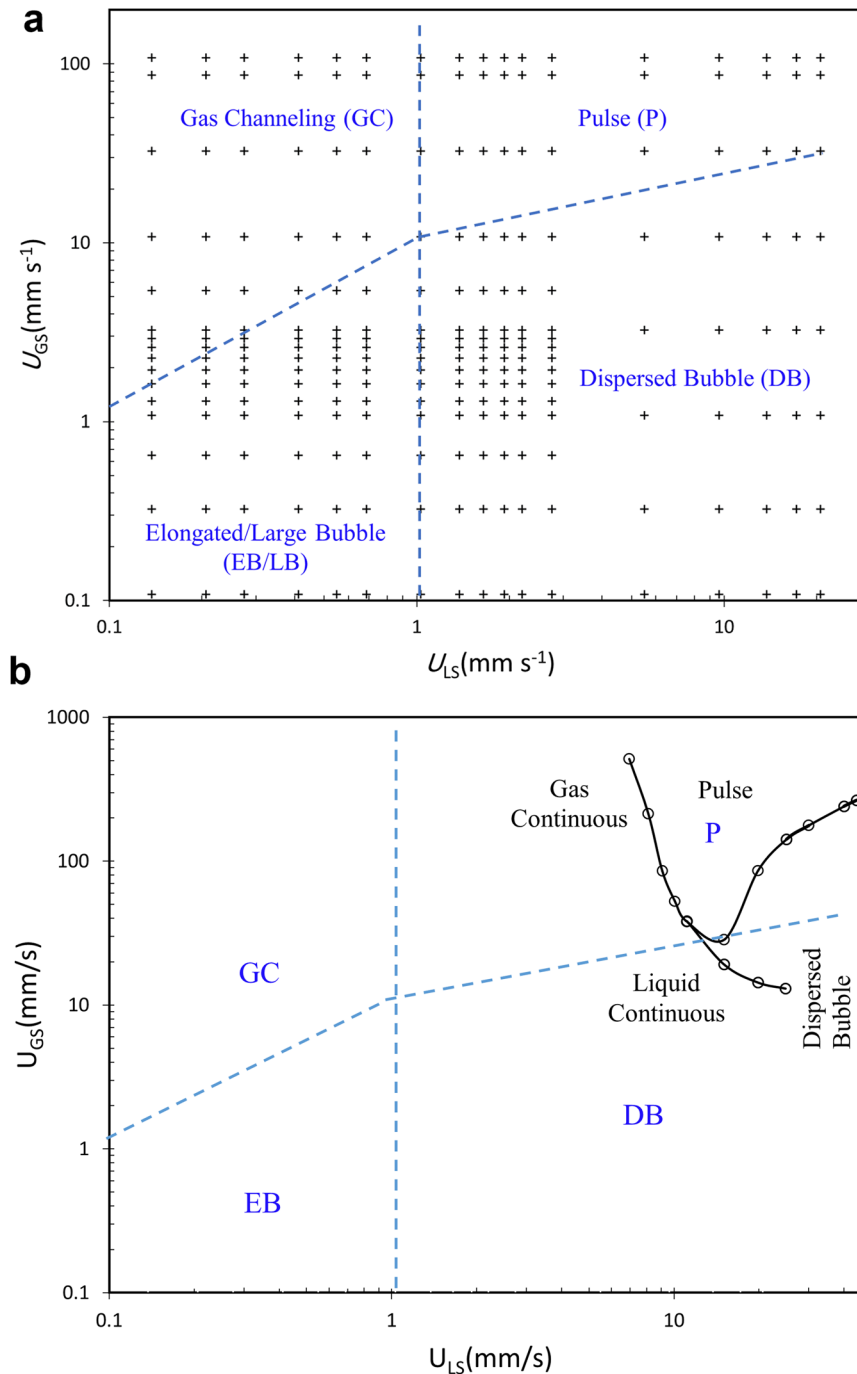 a
100
Gas Channeling (GC)
Pulse (P)
10
U_GS(mm s⁻¹)
Dispersed Bubble (DB)
1
Elongated/Large Bubble
(EB/LB)
0.1
0.1
1
10
U_LS(mm s⁻¹)
b
1000
Gas
Continuous
Pulse
P
100
GC
Liquid
Continuous
Dispersed
Bubble
10
U_GS(mm/s)
DB
1
EB
0.1
0.1
1
10
U_LS(mm/s)